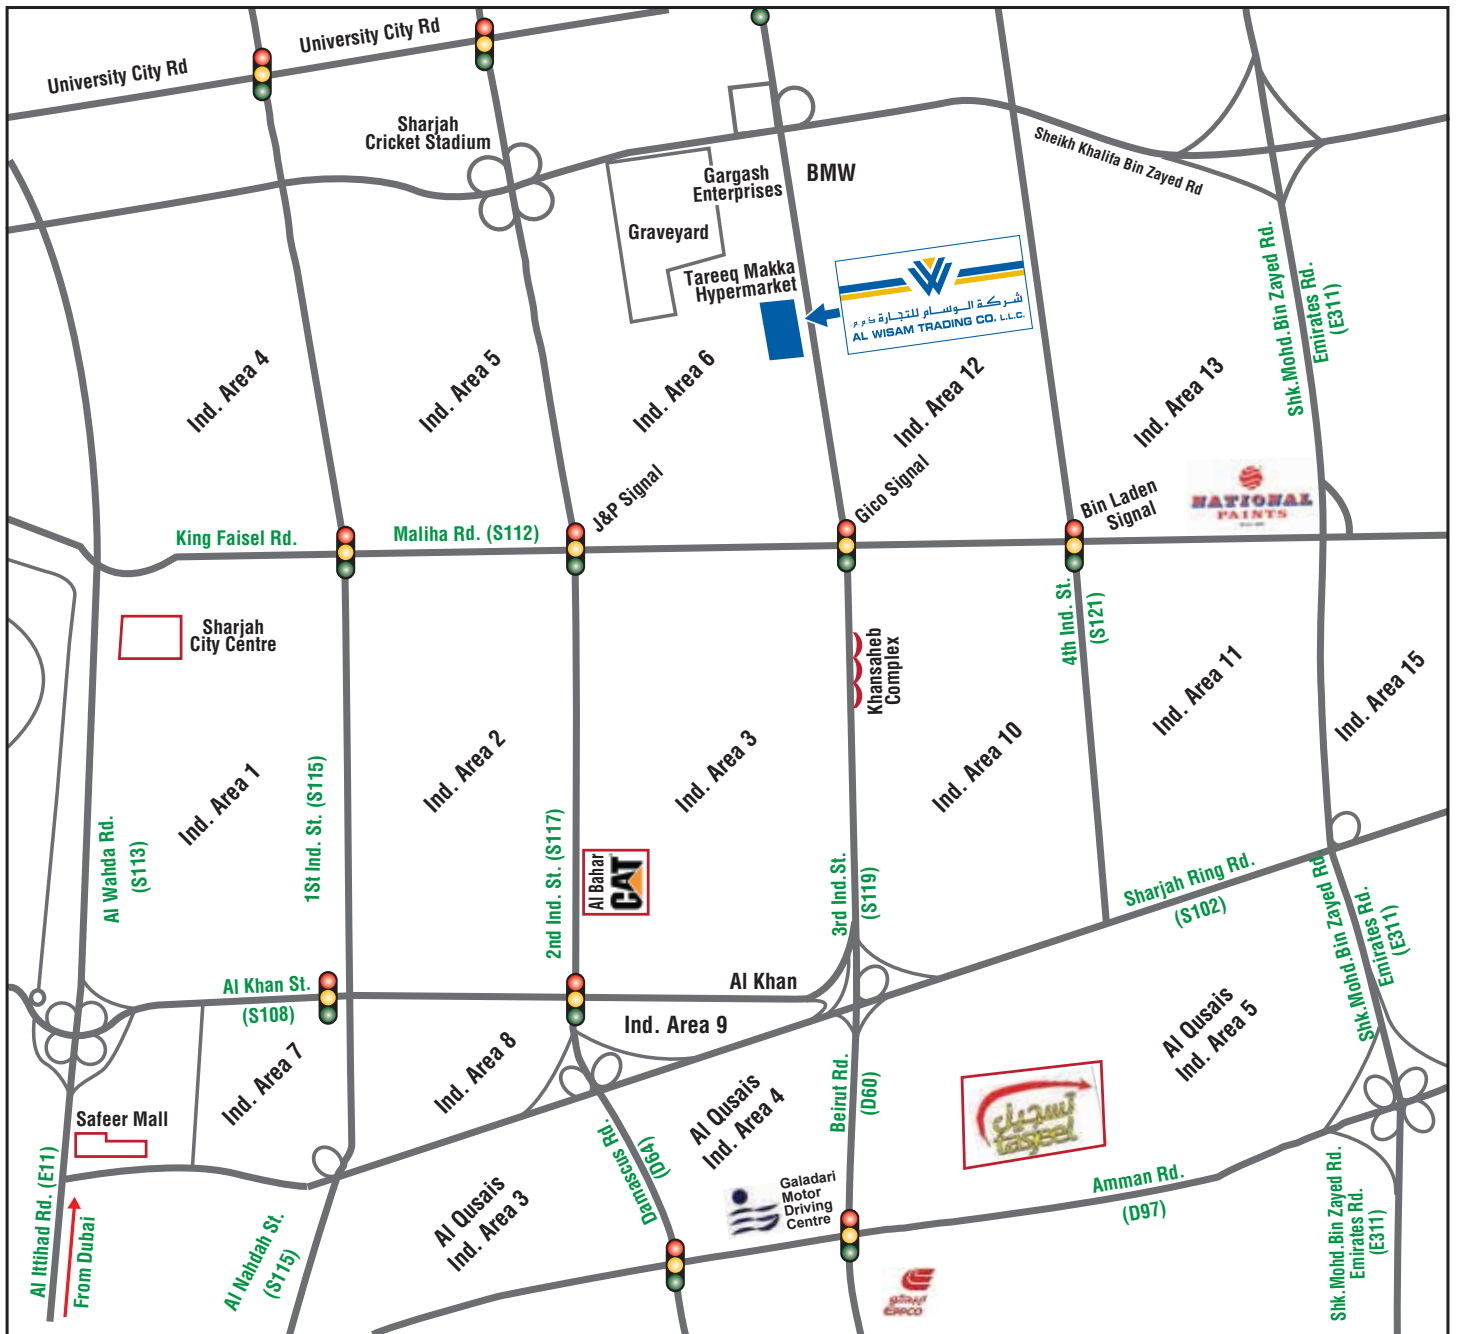 University City Rd
University City Rd
Sharjah
Cricket Stadium
Gargash
Enterprises
BMW
Sheikh Khalifa Bin Zayed Rd
Graveyard
Tareeq Makka
Hypermarket
شركة الوسام للتجارة ذ.م.م
AL WISAM TRADING CO. L.L.C.
Shk.Mohd.Bin Zayed Rd.
Emirates Rd.
(E311)
Ind. Area 4
Ind. Area 5
Ind. Area 6
Ind. Area 12
Ind. Area 13
J&P Signal
Gico Signal
Bin Laden
Signal
NATIONAL
PAINTS
King Faisel Rd.
Maliha Rd. (S112)
Sharjah
City Centre
Khansaheb
Complex
4th Ind. St.
(S121)
Ind. Area 1
Ind. Area 2
Ind. Area 3
Ind. Area 10
Ind. Area 11
Ind. Area 15
Al Wahda Rd.
(S113)
1St Ind. St. (S115)
2nd Ind. St. (S117)
Al Bahar
CAT
3rd Ind.St.
(S119)
Sharjah Ring Rd.
(S102)
Shk.Mohd.Bin Zayed Rd.
Emirates Rd.
(E311)
Al Khan St.
(S108)
Al Khan
Ind. Area 9
Ind. Area 7
Ind. Area 8
Al Qusais
Ind. Area 4
Beirut Rd.
(D60)
Al Qusais
Ind. Area 5
تسجيل
tasjeel
Safeer Mall
Al Ittihad Rd. (E11)
From Dubai
Al Nahdah St.
(S115)
Al Qusais
Ind. Area 3
Damascus Rd.
(D64)
Galadari
Motor
Driving
Centre
Amman Rd.
(D97)
Shk.Mohd.Bin Zayed Rd.
Emirates Rd.
(E311)
EPPCO